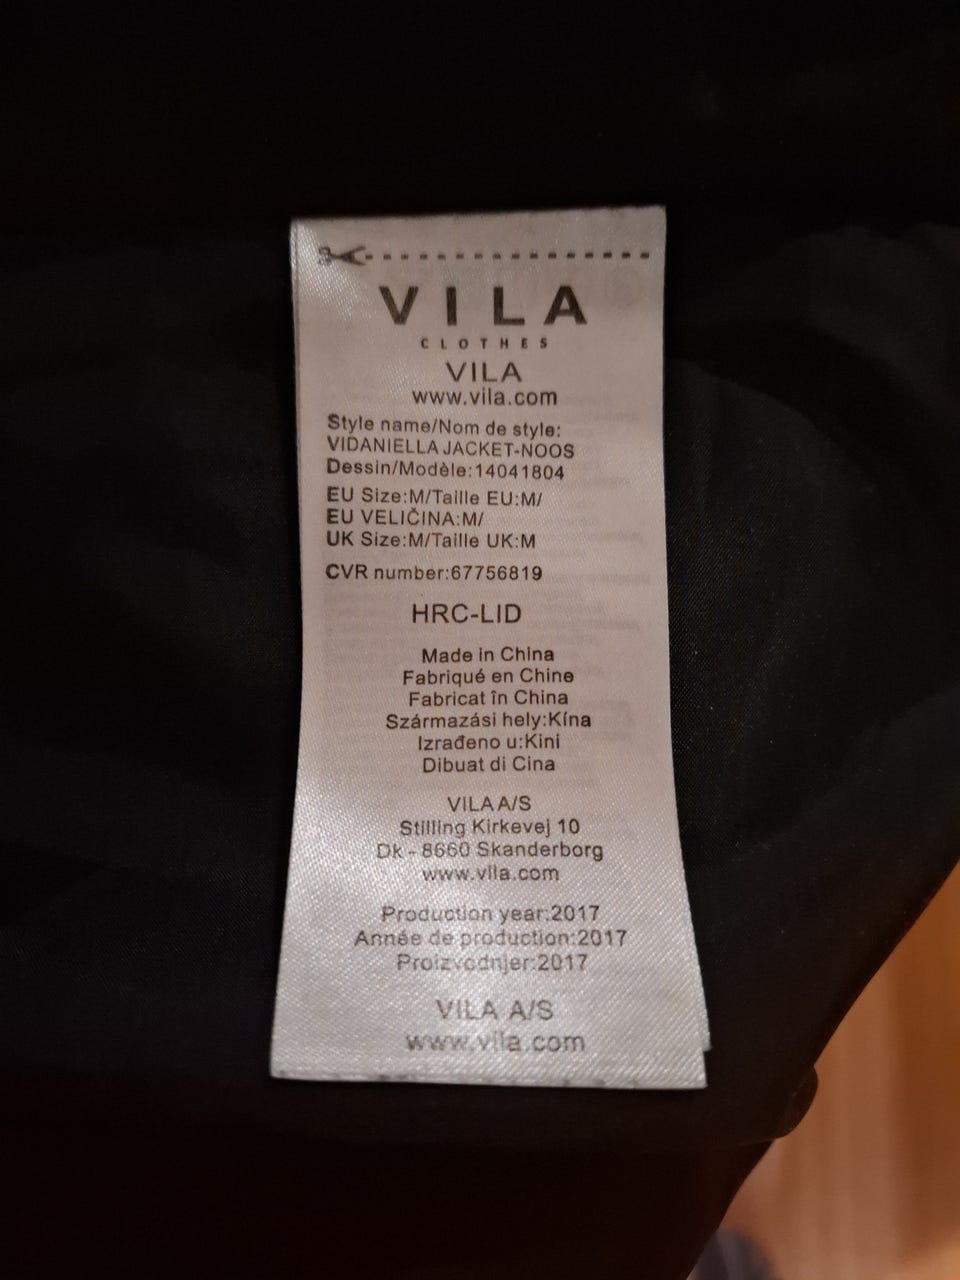 VILA
CLOTHES
VILA
www.vila.com
Style name/Nom de style:
VIDANIELLA JACKET-NOOS
Dessin/Modèle:14041804
EU Size:M/Taille EU:M/
EU VELIČINA:M/
UK Size:M/Taille UK:M
CVR number:67756819
HRC-LID
Made in China
Fabriqué en Chine
Fabricat în China
Származási hely:Kína
Izrađeno u:Kini
Dibuat di Cina
VILA A/S
Stilling Kirkevej 10
Dk - 8660 Skanderborg
www.vila.com
Production year:2017
Année de production:2017
Proizvodnjer:2017
VILA A/S
www.vila.com